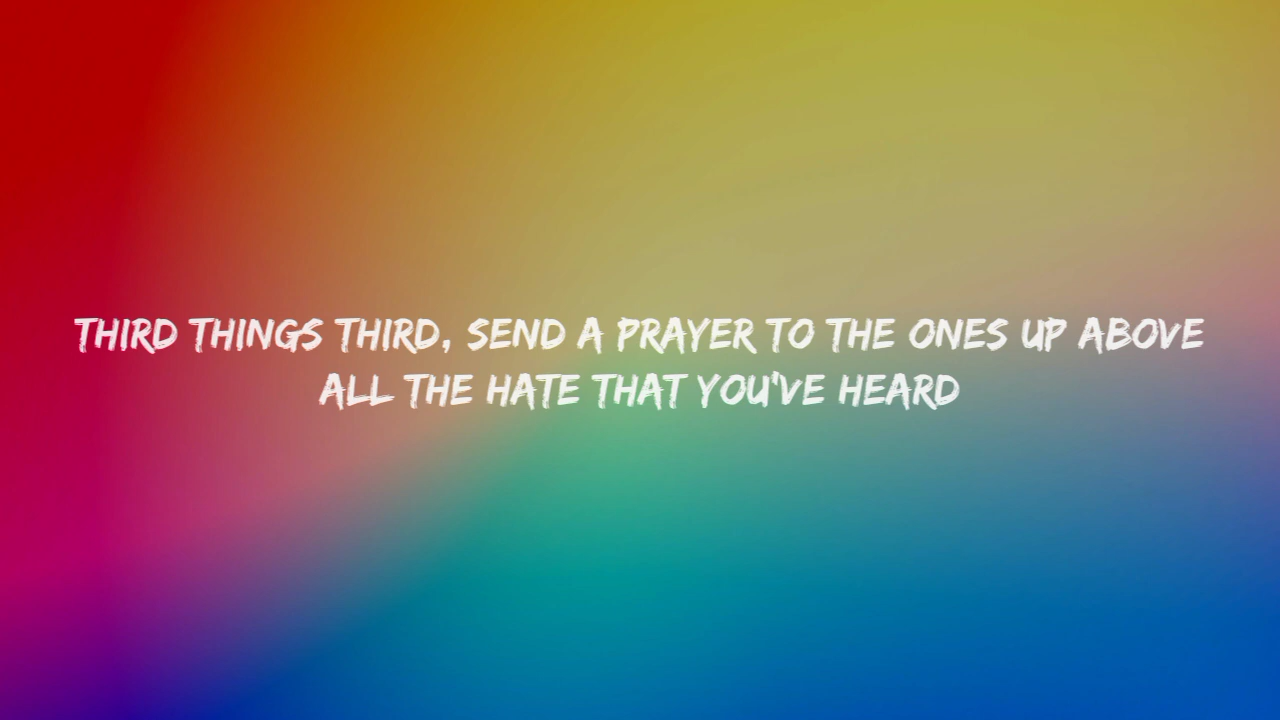 THIRD THINGS THIRD, SEND A PRAYER TO THE ONES UP ABOVE
ALL THE HATE THAT YOU'VE HEARD